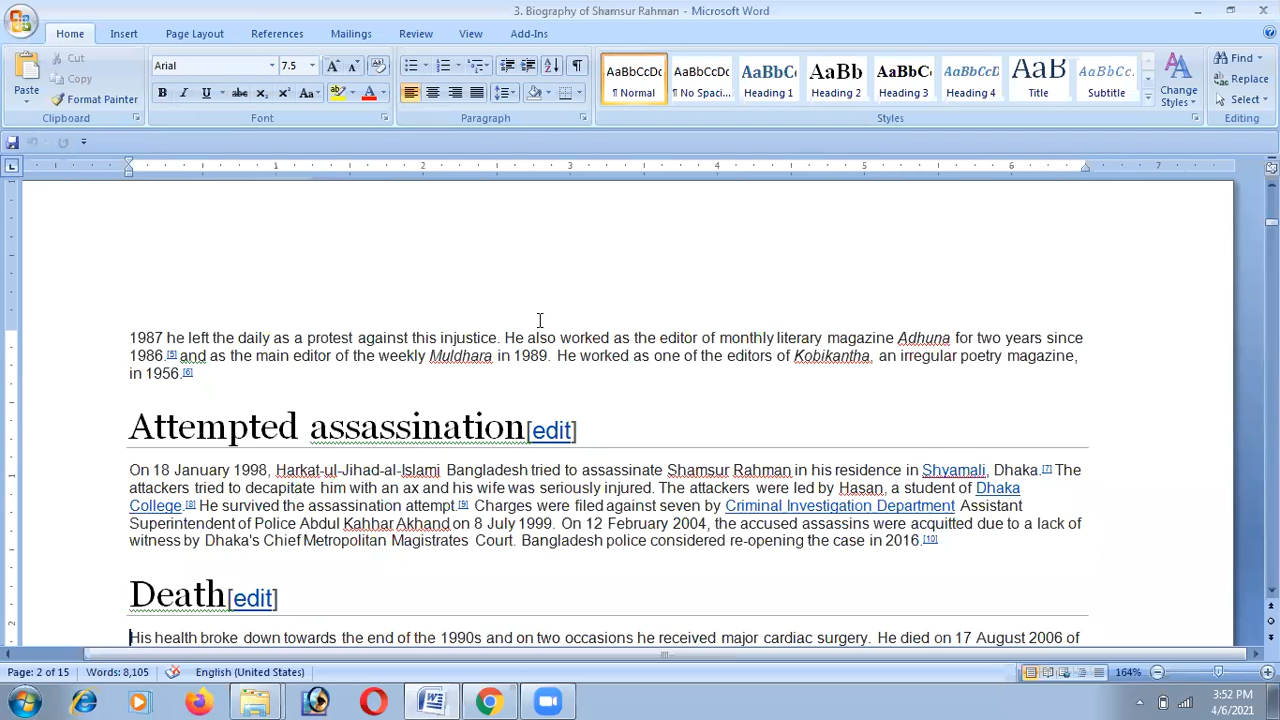 3. Biography of Shamsur Rahman - Microsoft Word
Home Insert Page Layout References Mailings Review View Add-Ins
Paste
Cut
Copy
Format Painter
Clipboard
Arial 7.5
B I U abc X₂ X² Aa
Font
Paragraph
AaBbCcDc AaBbCcDc AaBbC AaBb AaBbC AaBbCcD AaB AaBbCc.
¶ Normal ¶ No Spaci... Heading 1 Heading 2 Heading 3 Heading 4 Title Subtitle
Change Styles
Styles
Find
Replace
Select
Editing
1 2 3 4 5 6 7
1987 he left the daily as a protest against this injustice. He also worked as the editor of monthly literary magazine Adhuna for two years since
1986.[5] and as the main editor of the weekly Muldhara in 1989. He worked as one of the editors of Kobikantha, an irregular poetry magazine,
in 1956.[6]
Attempted assassination[edit]
On 18 January 1998, Harkat-ul-Jihad-al-Islami Bangladesh tried to assassinate Shamsur Rahman in his residence in Shyamali, Dhaka.[7] The
attackers tried to decapitate him with an ax and his wife was seriously injured. The attackers were led by Hasan, a student of Dhaka
College.[8] He survived the assassination attempt.[9] Charges were filed against seven by Criminal Investigation Department Assistant
Superintendent of Police Abdul Kahhar Akhand on 8 July 1999. On 12 February 2004, the accused assassins were acquitted due to a lack of
witness by Dhaka's Chief Metropolitan Magistrates Court. Bangladesh police considered re-opening the case in 2016.[10]
Death[edit]
His health broke down towards the end of the 1990s and on two occasions he received major cardiac surgery. He died on 17 August 2006 of
Page: 2 of 15 Words: 8,105 English (United States) 164%
3:52 PM
4/6/2021